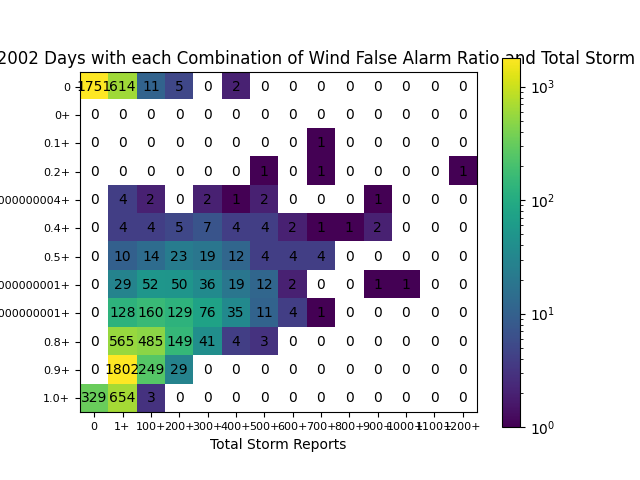 2002 Days with each Combination of Wind False Alarm Ratio and Total Storm
0 1751 614 11 5 0 2 0 0 0 0 0 0 0 0
0+ 0 0 0 0 0 0 0 0 0 0 0 0 0 0
0.1+ 0 0 0 0 0 0 0 0 1 0 0 0 0 0
0.2+ 0 0 0 0 0 0 1 0 1 0 0 0 0 1
000000004+ 0 4 2 0 2 1 2 0 0 0 1 0 0 0
0.4+ 0 4 4 5 7 4 4 2 1 1 2 0 0 0
0.5+ 0 10 14 23 19 12 4 4 4 0 0 0 0 0
000000001+ 0 29 52 50 36 19 12 2 0 0 1 1 0 0
000000001+ 0 128 160 129 76 35 11 4 1 0 0 0 0 0
0.8+ 0 565 485 149 41 4 3 0 0 0 0 0 0 0
0.9+ 0 1802 249 29 0 0 0 0 0 0 0 0 0 0
1.0+ 329 654 3 0 0 0 0 0 0 0 0 0 0 0
0 1+ 100+ 200+ 300+ 400+ 500+ 600+ 700+ 800+ 900+ 1000+ 1100+ 1200+
Total Storm Reports
10³
10²
10¹
10⁰